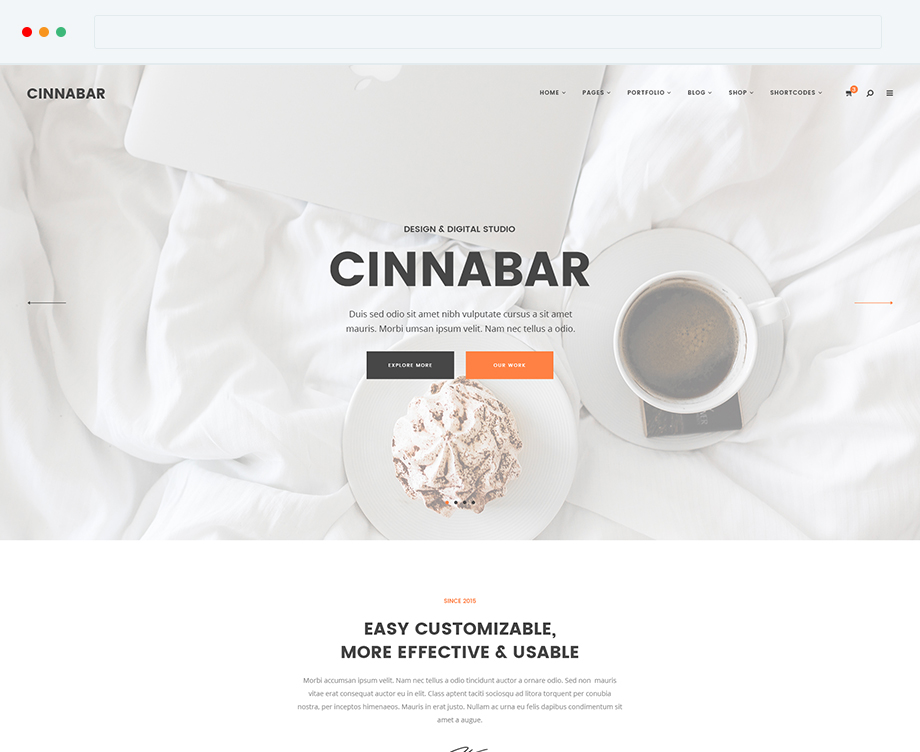 CINNABAR
HOME PAGES PORTFOLIO BLOG SHOP SHORTCODES
DESIGN & DIGITAL STUDIO
CINNABAR
Duis sed odio sit amet nibh vulputate cursus a sit amet
mauris. Morbi umsan ipsum velit. Nam nec tellus a odio.
EXPLORE MORE
OUR WORK
SINCE 2015
EASY CUSTOMIZABLE,
MORE EFFECTIVE & USABLE
Morbi accumsan ipsum velit. Nam nec tellus a odio tincidunt auctor a ornare odio. Sed non mauris
vitae erat consequat auctor eu in elit. Class aptent taciti sociosqu ad litora torquent per conubia
nostra, per inceptos himenaeos. Mauris in erat justo. Nullam ac urna eu felis dapibus condimentum sit
amet a augue.